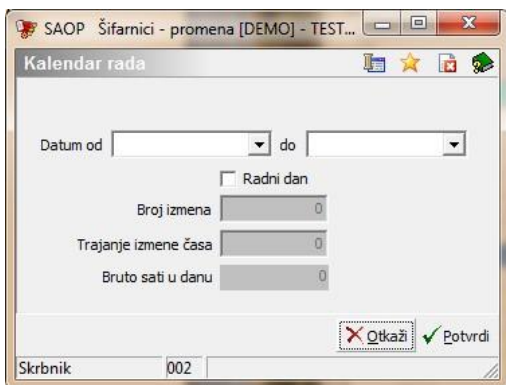 SAOP Šifarnici - promena [DEMO] - TEST...
Kalendar rada
Datum od do
Radni dan
Broj izmena 0
Trajanje izmene časa 0
Bruto sati u danu 0
Otkaži Potvrdi
Skrbnik 002